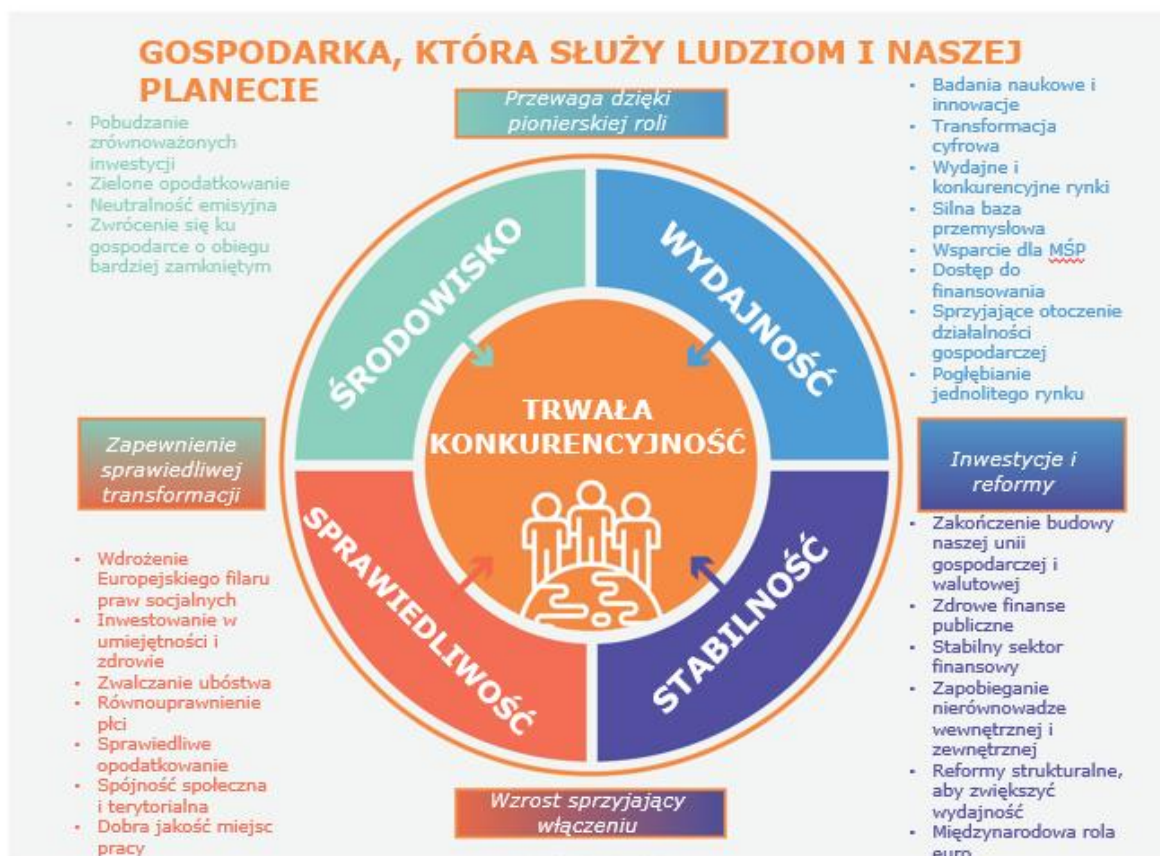 GOSPODARKA, KTÓRA SŁUŻY LUDZIOM I NASZEJ
PLANECIE
Przewaga dzięki
pionierskiej roli
• Pobudzanie
zrównoważonych
inwestycji
• Zielone opodatkowanie
• Neutralność emisyjna
• Zwrócenie się ku
gospodarce o obiegu
bardziej zamkniętym
• Badania naukowe i
innowacje
• Transformacja
cyfrowa
• Wydajne i
konkurencyjne rynki
• Silna baza
przemysłowa
• Wsparcie dla MŚP
• Dostęp do
finansowania
• Sprzyjające otoczenie
działalności
gospodarczej
• Pogłębianie
jednolitego rynku
ŚRODOWISKO
WYDAJNOŚĆ
TRWAŁA
KONKURENCYJNOŚĆ
SPRAWIEDLIWOŚĆ
STABILNOŚĆ
Zapewnienie
sprawiedliwej
transformacji
Inwestycje i
reformy
• Wdrożenie
Europejskiego filaru
praw socjalnych
• Inwestowanie w
umiejętności i
zdrowie
• Zwalczanie ubóstwa
• Równouprawnienie
płci
• Sprawiedliwe
opodatkowanie
• Spójność społeczna
i terytorialna
• Dobra jakość miejsc
pracy
• Zakończenie budowy
naszej unii
gospodarczej i
walutowej
• Zdrowe finanse
publiczne
• Stabilny sektor
finansowy
• Zapobieganie
nierównowadze
wewnętrznej i
zewnętrznej
• Reformy strukturalne,
aby zwiększyć
wydajność
• Międzynarodowa rola
euro
Wzrost sprzyjający
włączeniu